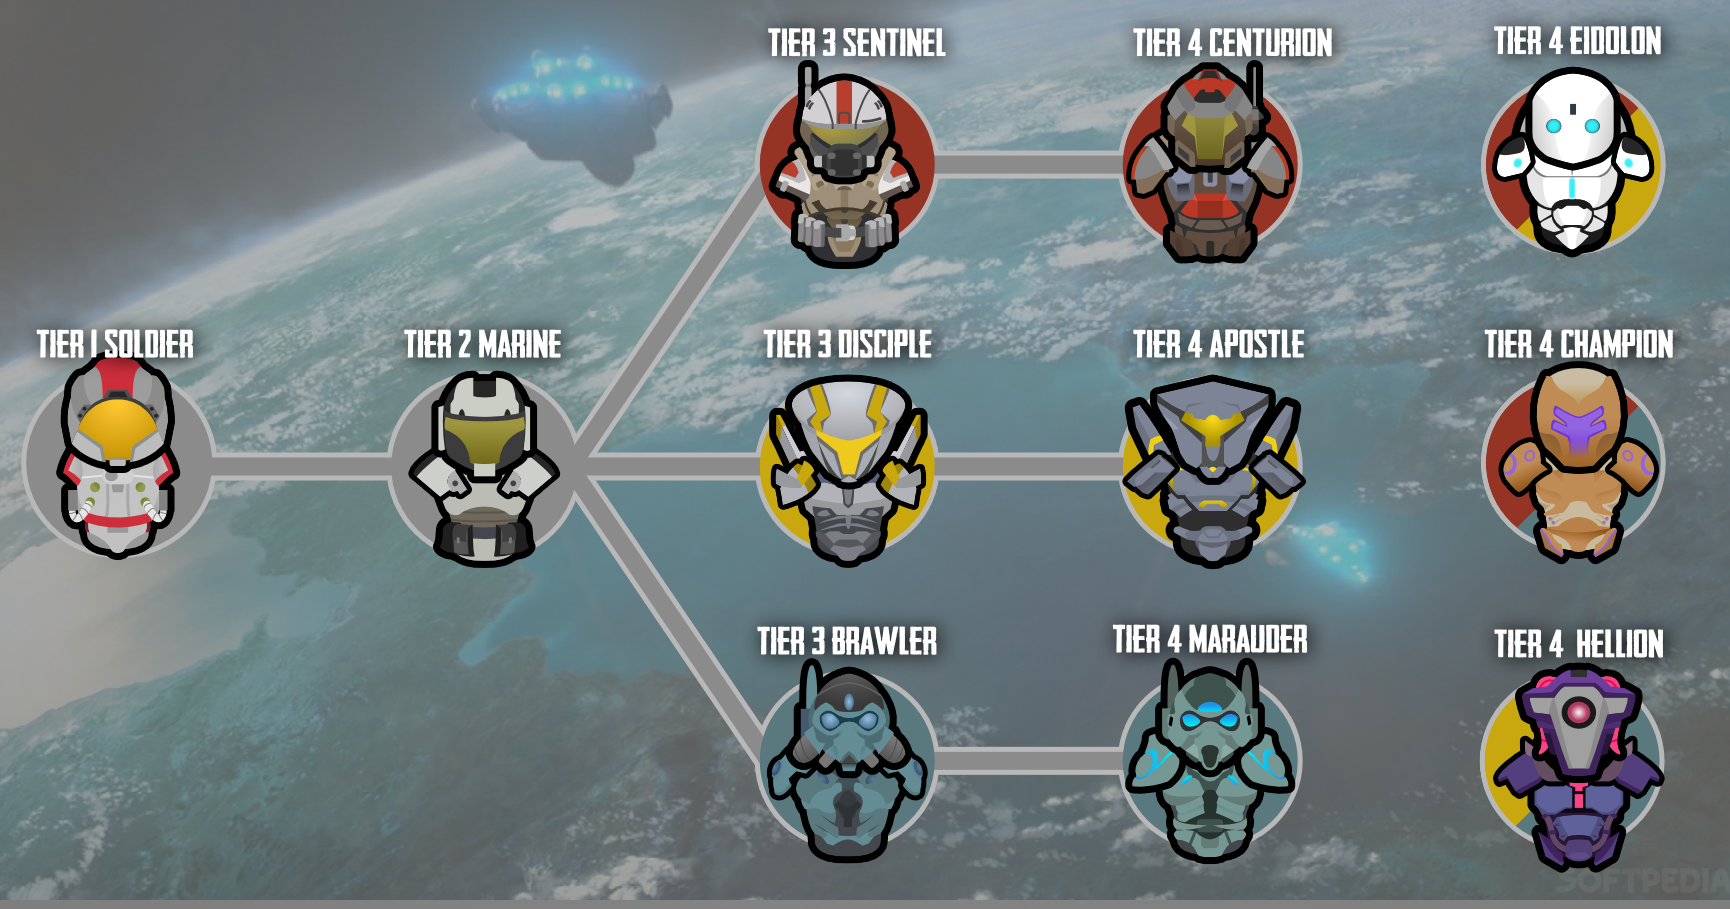 TIER 3 SENTINEL
TIER 4 CENTURION
TIER 4 EIDOLON
TIER 1 SOLDIER
TIER 2 MARINE
TIER 3 DISCIPLE
TIER 4 APOSTLE
TIER 4 CHAMPION
TIER 3 BRAWLER
TIER 4 MARAUDER
TIER 4 HELLION
SOFTPEDIA